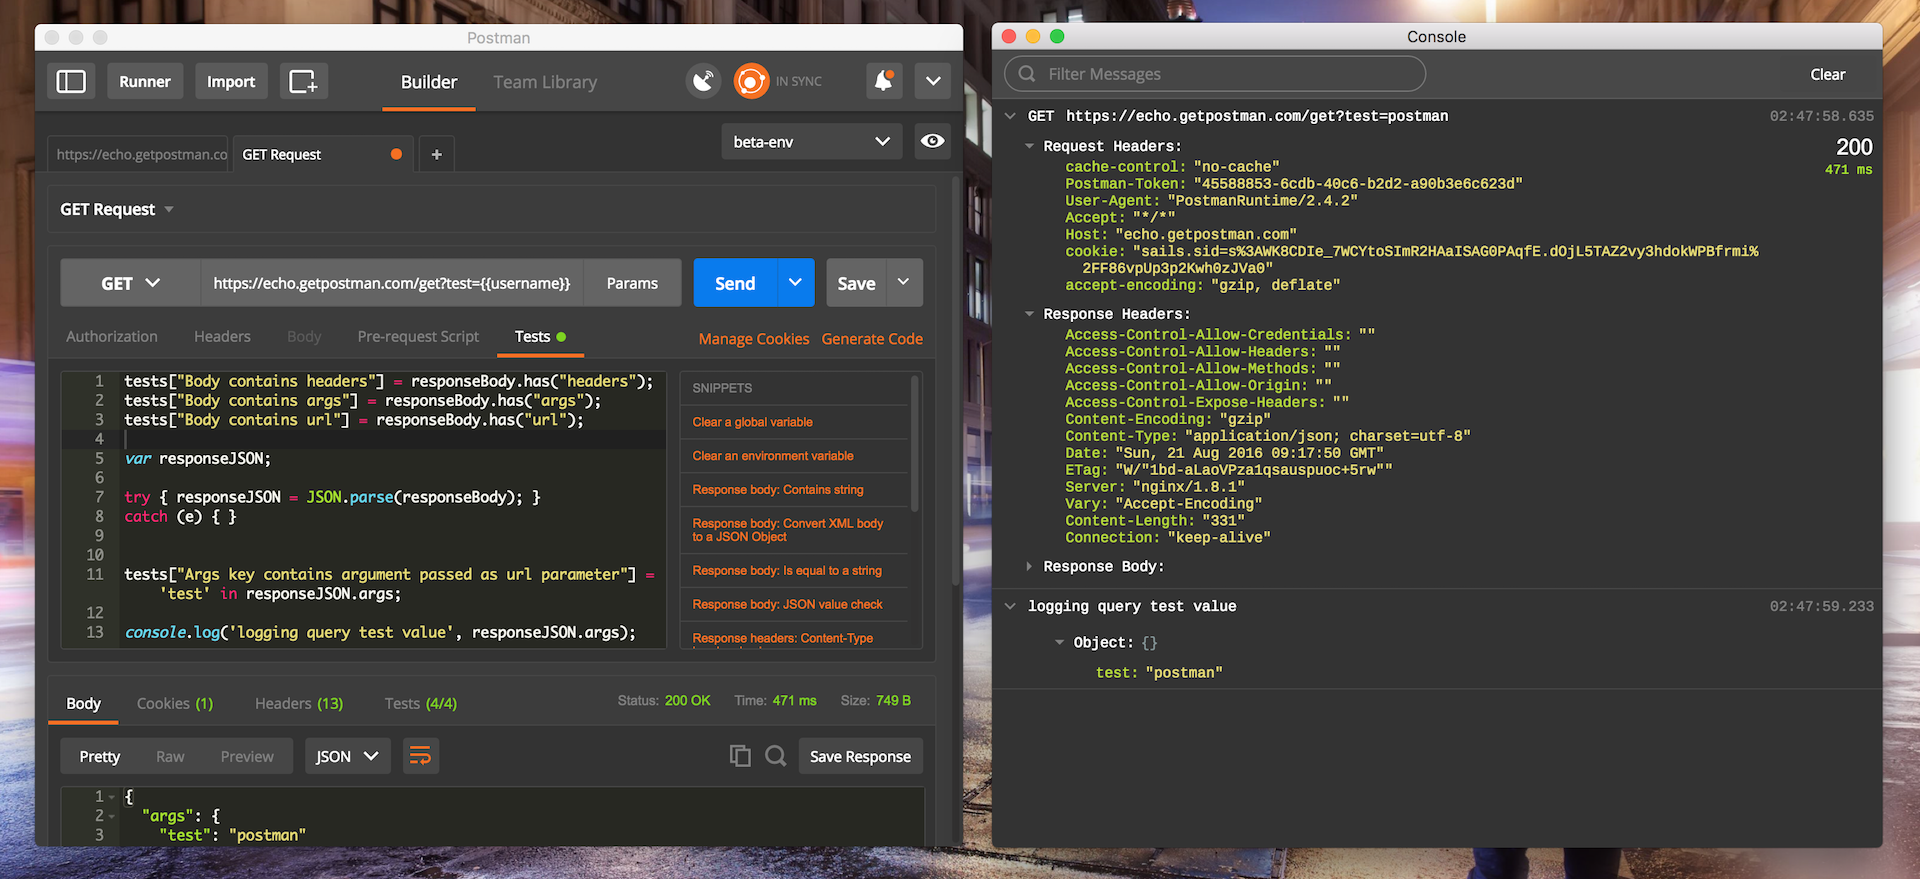 Postman
Runner
Import
Builder
Team Library
IN SYNC
https://echo.getpostman.co
GET Request
+
beta-env
GET Request
GET
https://echo.getpostman.com/get?test={{username}}
Params
Send
Save
Authorization
Headers
Body
Pre-request Script
Tests
Manage Cookies
Generate Code
1 tests["Body contains headers"] = responseBody.has("headers");
2 tests["Body contains args"] = responseBody.has("args");
3 tests["Body contains url"] = responseBody.has("url");
4
5 var responseJSON;
6
7 try { responseJSON = JSON.parse(responseBody); }
8 catch (e) { }
9
10
11 tests["Args key contains argument passed as url parameter"] =
'test' in responseJSON.args;
12
13 console.log('logging query test value', responseJSON.args);
SNIPPETS
Clear a global variable
Clear an environment variable
Response body: Contains string
Response body: Convert XML body
to a JSON Object
Response body: Is equal to a string
Response body: JSON value check
Response headers: Content-Type
Body
Cookies (1)
Headers (13)
Tests (4/4)
Status: 200 OK
Time: 471 ms
Size: 749 B
Pretty
Raw
Preview
JSON
Save Response
1 {
2 "args": {
3 "test": "postman"
Console
Filter Messages
Clear
GET https://echo.getpostman.com/get?test=postman
02:47:58.635
Request Headers:
200
471 ms
cache-control: "no-cache"
Postman-Token: "45588853-6cdb-40c6-b2d2-a90b3e6c623d"
User-Agent: "PostmanRuntime/2.4.2"
Accept: "*/*"
Host: "echo.getpostman.com"
cookie: "sails.sid=s%3AWK8CDIe_7WCYtoSImR2HAaISAG0PAqfE.dOjL5TAZ2vy3hdokWPBfrmi%
2FF86vpUp3p2Kwh0zJVa0"
accept-encoding: "gzip, deflate"
Response Headers:
Access-Control-Allow-Credentials: ""
Access-Control-Allow-Headers: ""
Access-Control-Allow-Methods: ""
Access-Control-Allow-Origin: ""
Access-Control-Expose-Headers: ""
Content-Encoding: "gzip"
Content-Type: "application/json; charset=utf-8"
Date: "Sun, 21 Aug 2016 09:17:50 GMT"
ETag: "W/"1bd-aLaoVPza1qsauspuoc+5rw""
Server: "nginx/1.8.1"
Vary: "Accept-Encoding"
Content-Length: "331"
Connection: "keep-alive"
Response Body:
logging query test value
02:47:59.233
Object: {}
test: "postman"